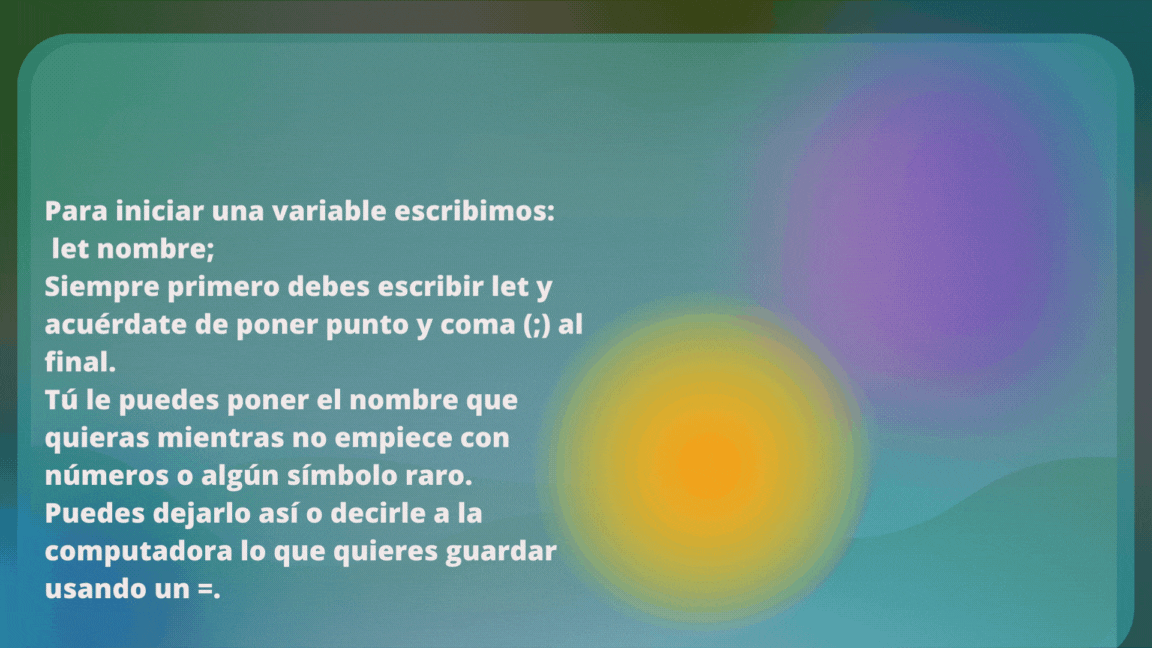 Para iniciar una variable escribimos:
let nombre;
Siempre primero debes escribir let y
acuérdate de poner punto y coma (;) al
final.
Tú le puedes poner el nombre que
quieras mientras no empiece con
números o algún símbolo raro.
Puedes dejarlo así o decirle a la
computadora lo que quieres guardar
usando un =.